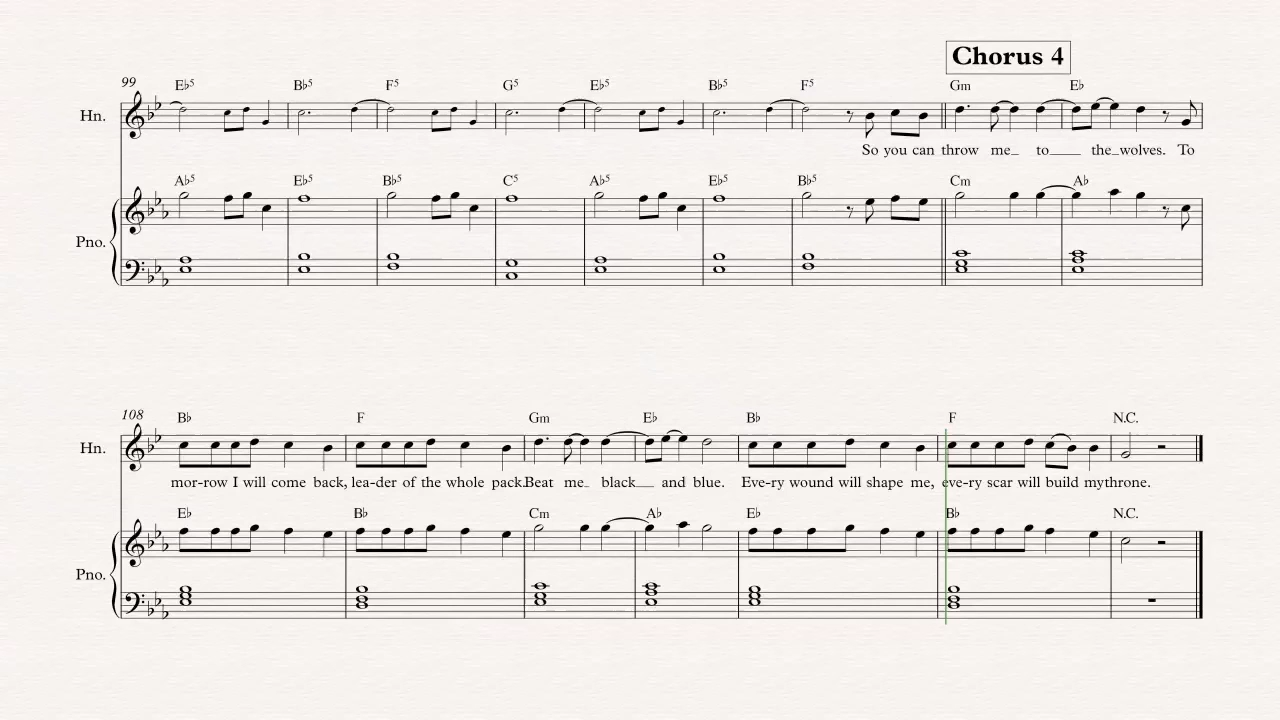 Chorus 4
99
E♭5 B♭5 F5 G5 E♭5 B♭5 F5 Gm E♭
Hn.
So you can throw me_ to____ the_wolves. To
A♭5 E♭5 B♭5 C5 A♭5 E♭5 B♭5 Cm A♭
Pno.
108
B♭ F Gm E♭ B♭ F N.C.
Hn.
mor-row I will come back, lea-der of the whole pack. Beat me_ black___ and blue. Eve-ry wound will shape me, eve-ry scar will build my throne.
E♭ B♭ Cm A♭ E♭ B♭ N.C.
Pno.